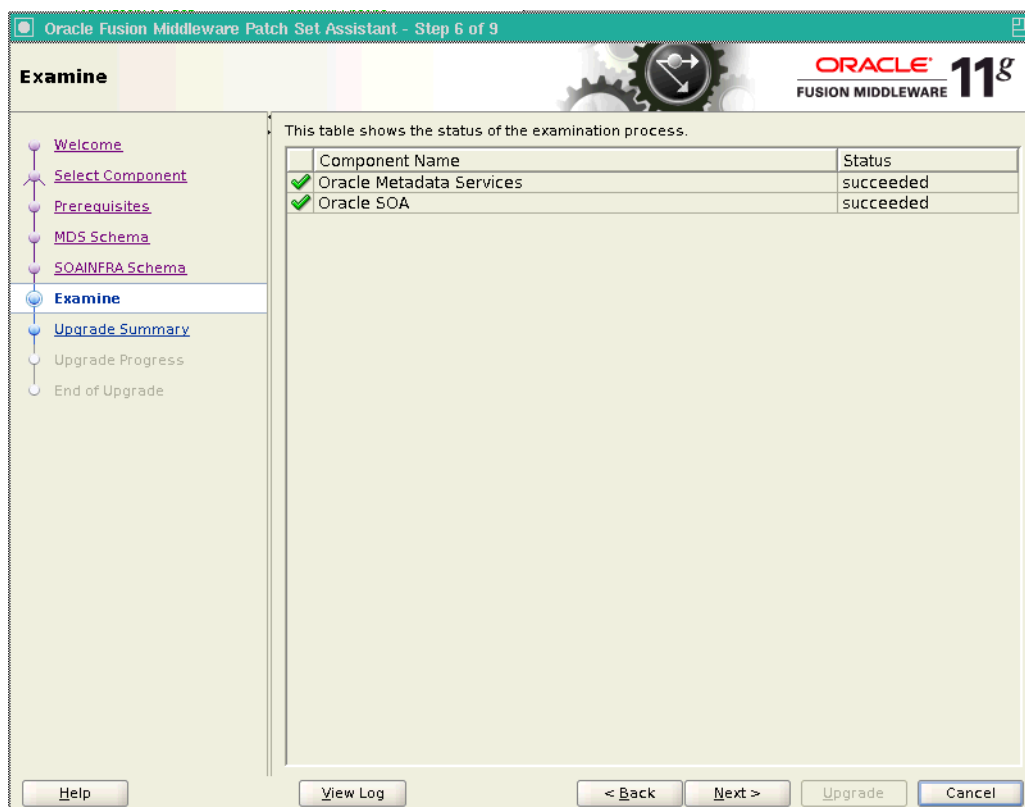 Oracle Fusion Middleware Patch Set Assistant - Step 6 of 9
Examine
ORACLE
FUSION MIDDLEWARE
11g
Welcome
Select Component
Prerequisites
MDS Schema
SOAINFRA Schema
Examine
Upgrade Summary
Upgrade Progress
End of Upgrade
This table shows the status of the examination process.
Component Name Status
Oracle Metadata Services succeeded
Oracle SOA succeeded
Help View Log < Back Next > Upgrade Cancel